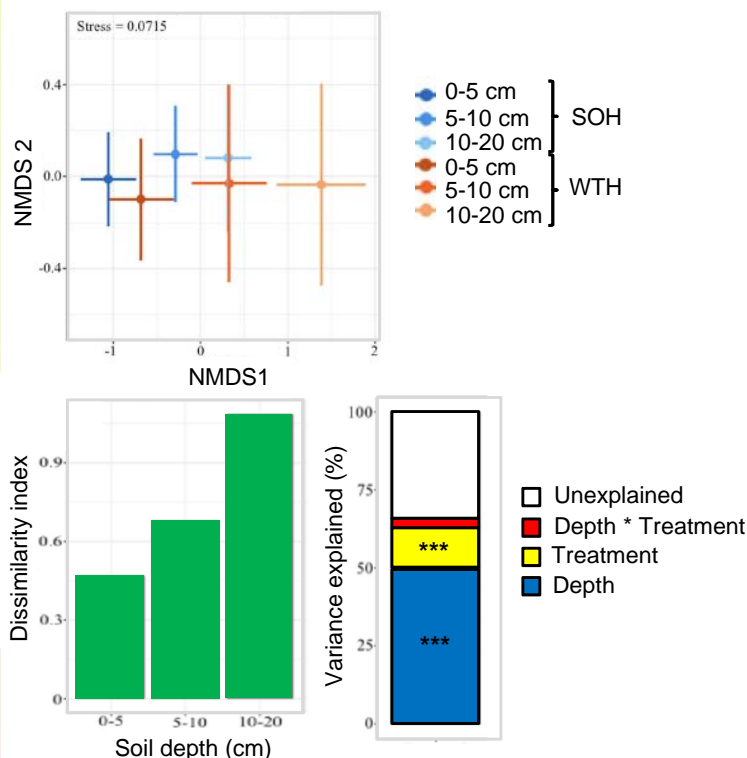 Stress = 0.0715
NMDS 2
0.4
0.0
-0.4
-1
0
1
2
NMDS1
0-5 cm
5-10 cm
10-20 cm
SOH
0-5 cm
5-10 cm
10-20 cm
WTH
Dissimilarity index
0.9
0.6
0.3
0
0-5
5-10
10-20
Soil depth (cm)
Variance explained (%)
100
75
50
25
0
***
***
Unexplained
Depth * Treatment
Treatment
Depth